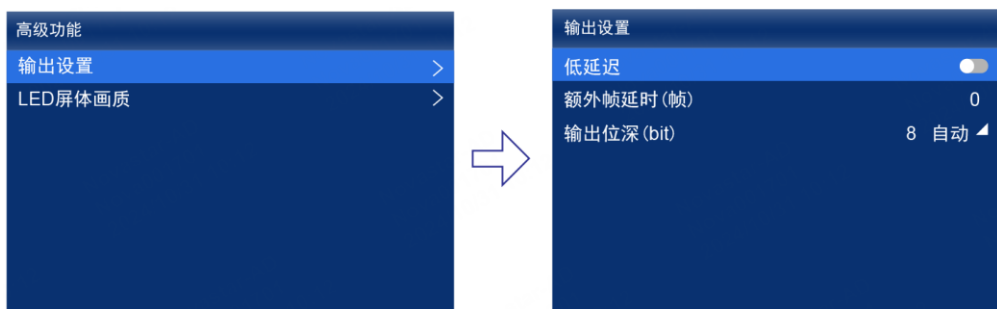 高级功能
输出设置
LED屏体画质
输出设置
低延迟
额外帧延时(帧) 0
输出位深(bit) 8 自动